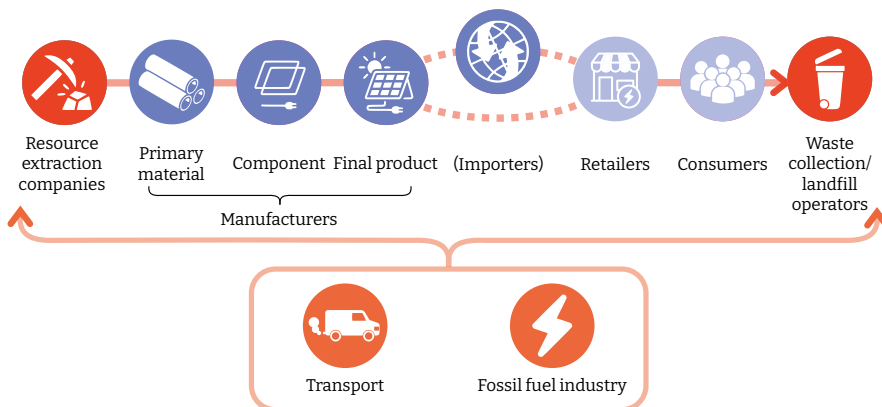 Resource
extraction
companies
Primary
material
Component
Final product
(Importers)
Retailers
Consumers
Waste
collection/
landfill
operators
Manufacturers
Transport
Fossil fuel industry